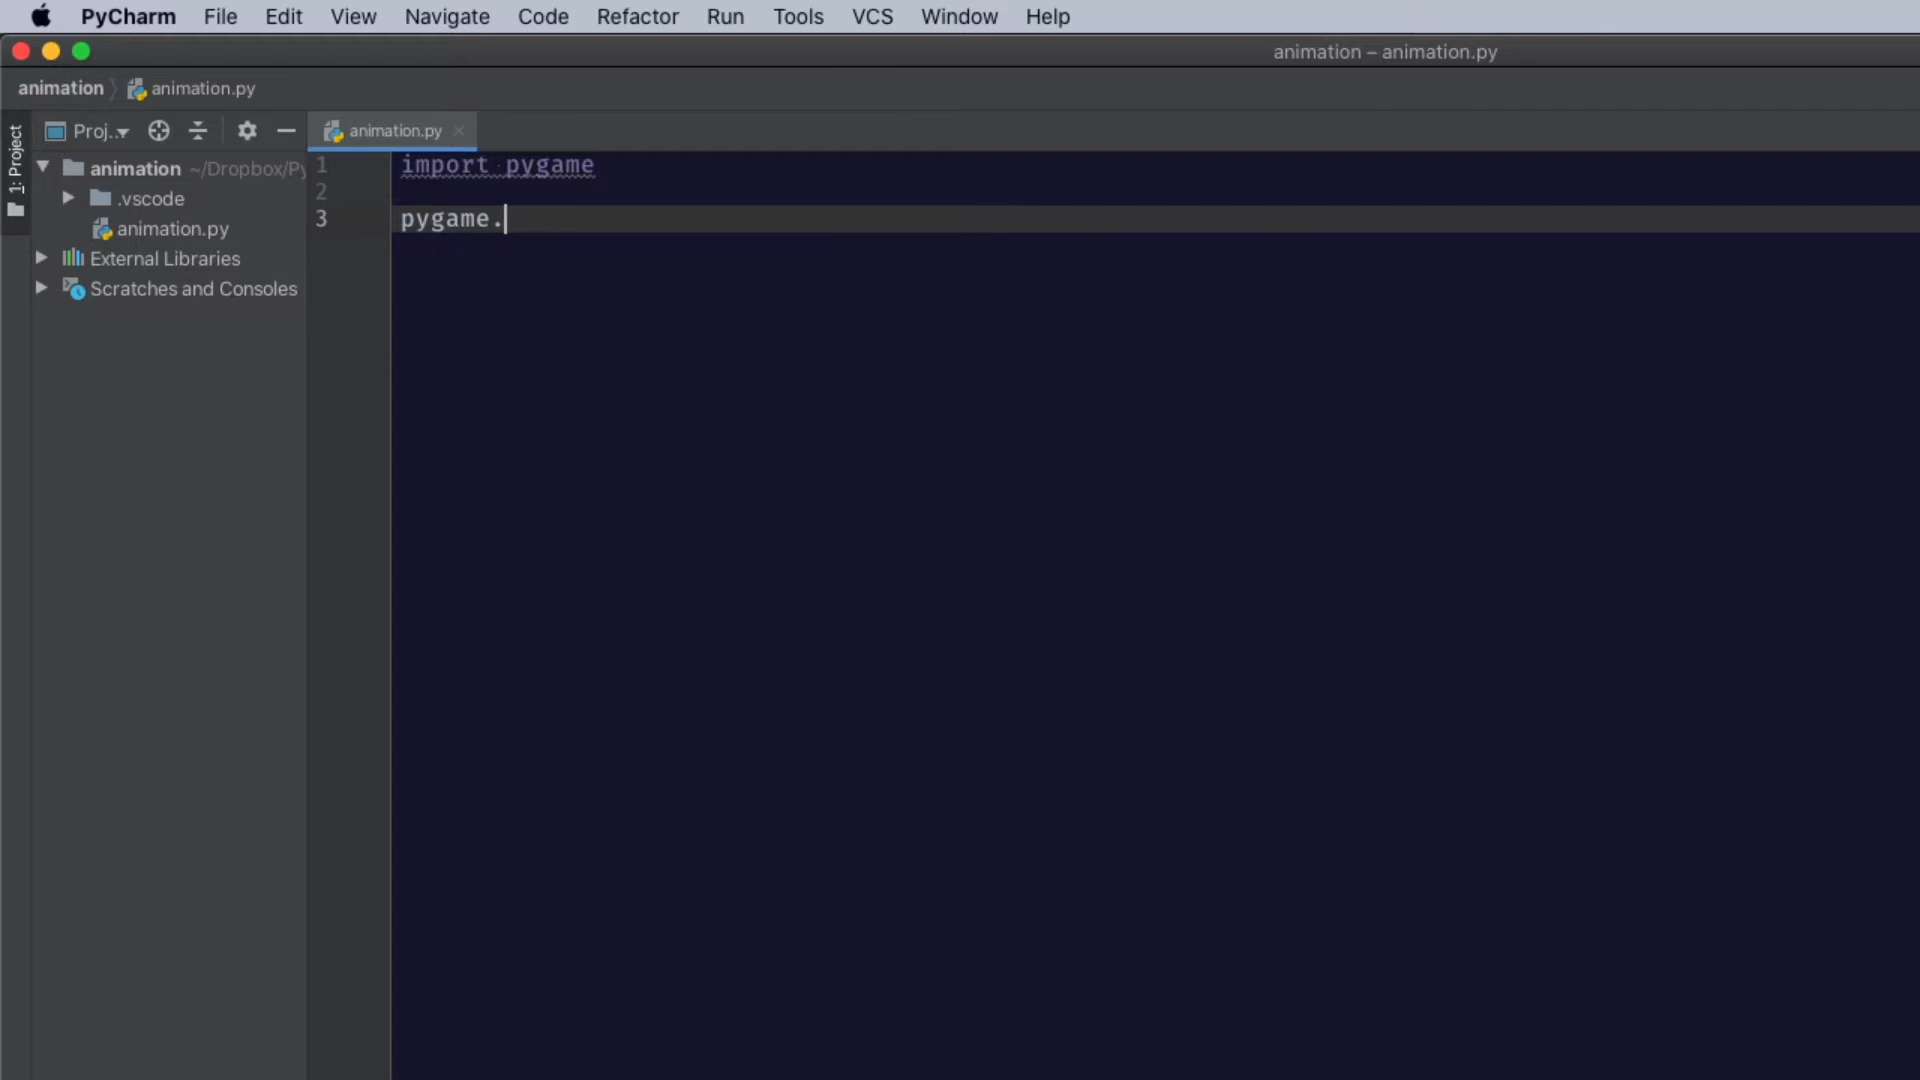 PyCharm File Edit View Navigate Code Refactor Run Tools VCS Window Help
animation – animation.py
animation animation.py
1: Project
Proj..
animation.py
animation ~/Dropbox/Py
.vscode
animation.py
External Libraries
Scratches and Consoles
1 import pygame
2
3 pygame.